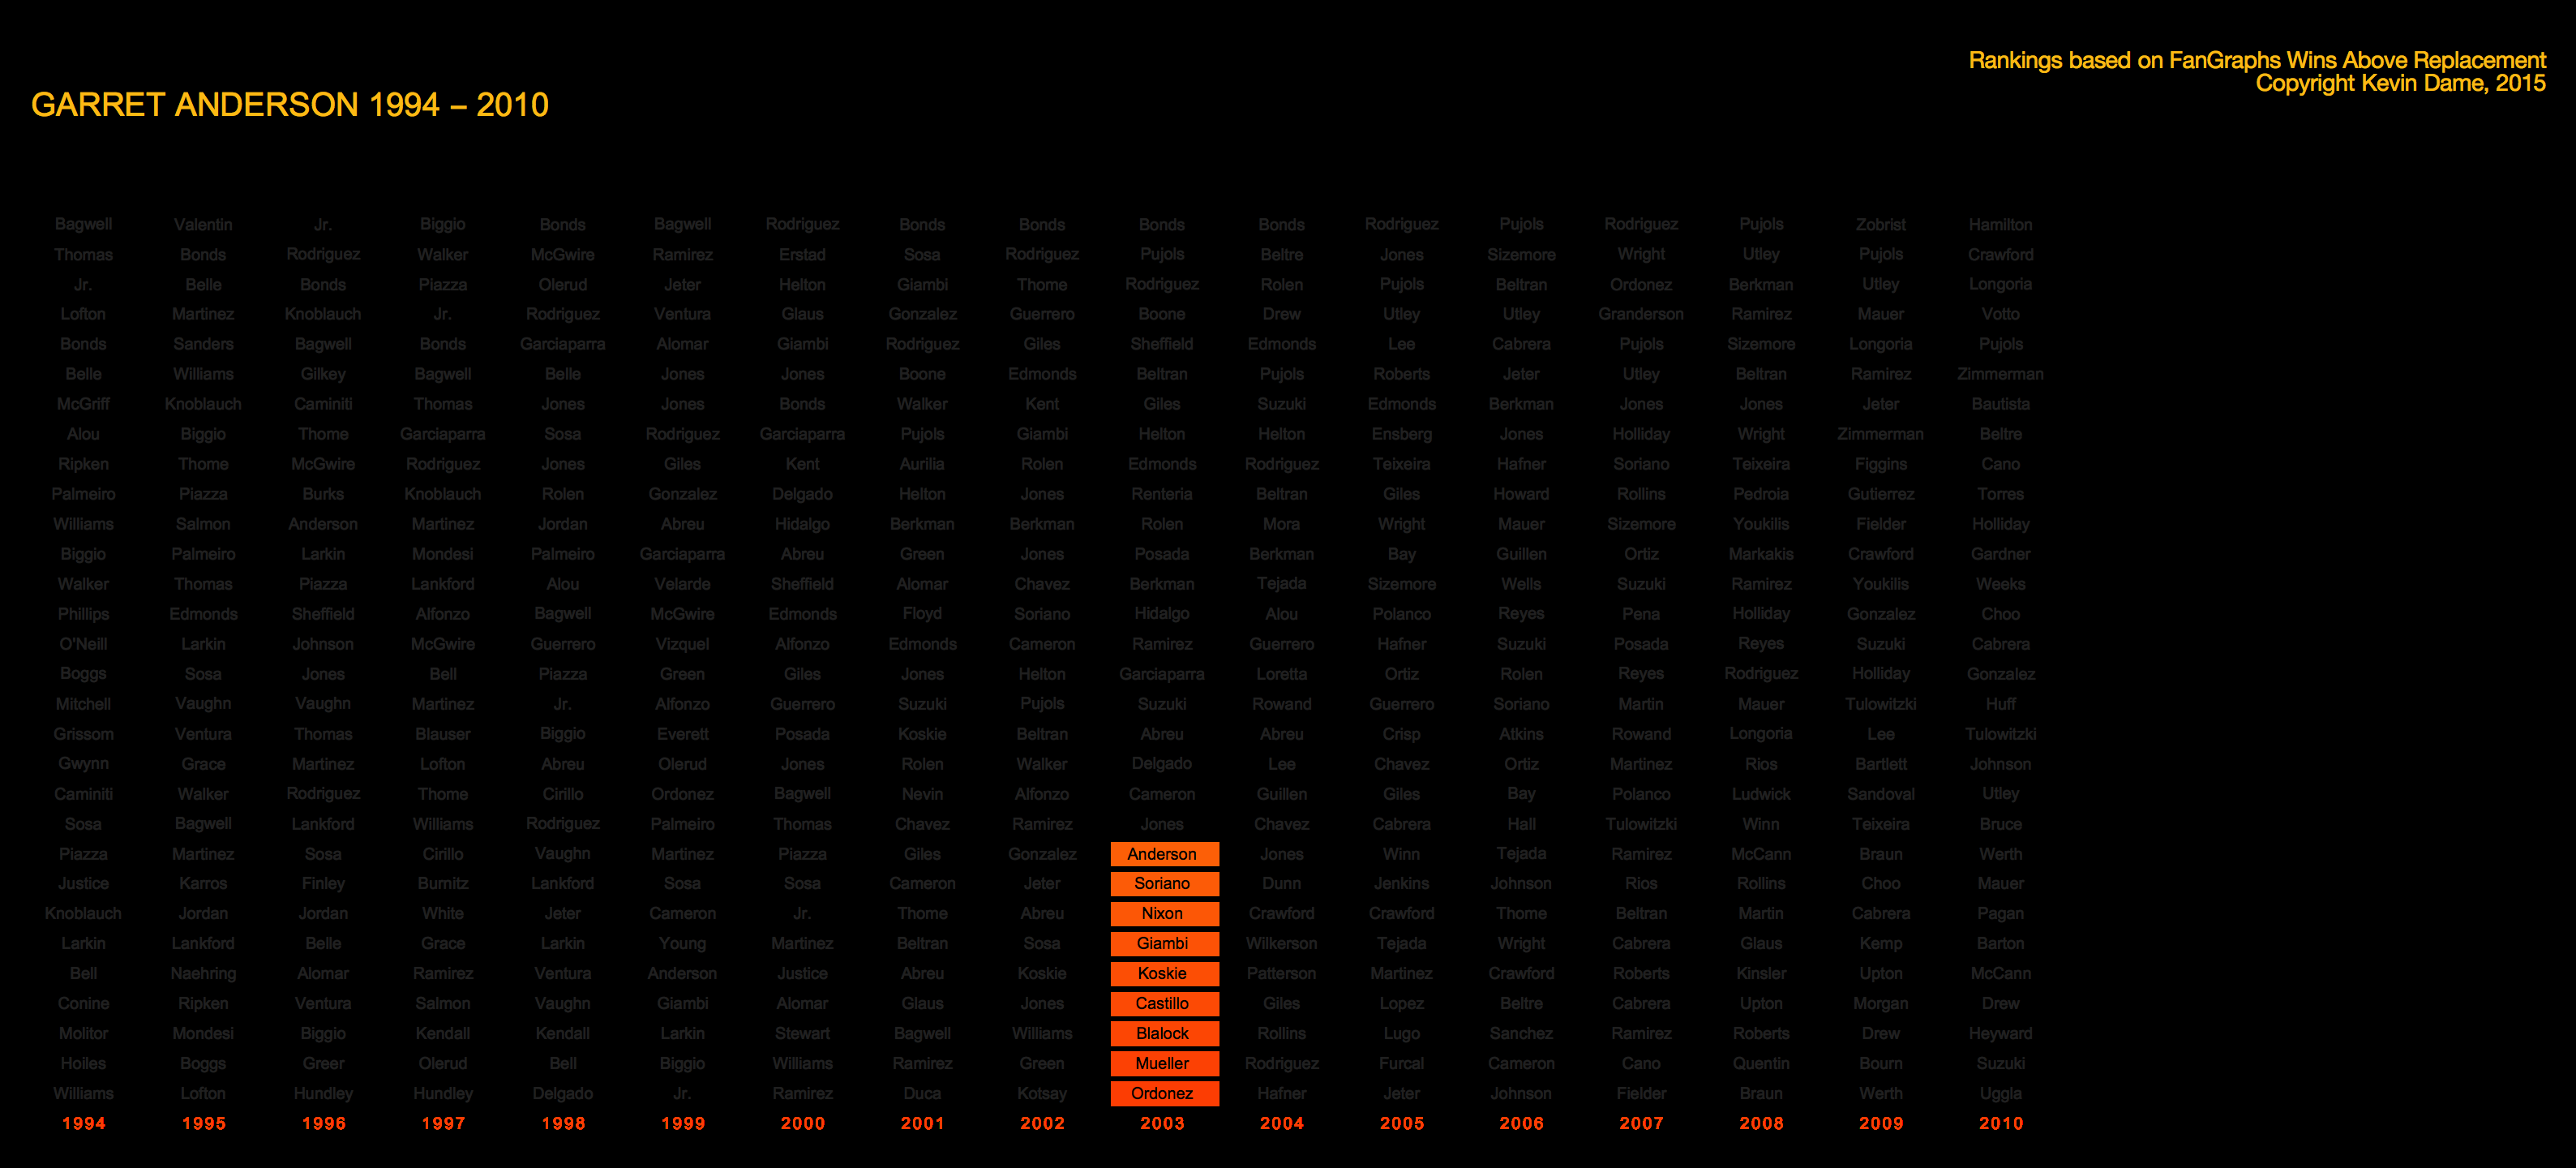 Rankings based on FanGraphs Wins Above Replacement
Copyright Kevin Dame, 2015
GARRET ANDERSON 1994 – 2010
Bagwell Valentin Jr. Biggio Bonds Bagwell Rodriguez Bonds Bonds Bonds Bonds Rodriguez Pujols Rodriguez Pujols Zobrist Hamilton
Thomas Bonds Rodriguez Walker McGwire Ramirez Erstad Sosa Rodriguez Pujols Beltre Jones Sizemore Wright Utley Pujols Crawford
Jr. Belle Bonds Piazza Olerud Jeter Helton Giambi Thome Rodriguez Rolen Pujols Beltran Ordonez Berkman Utley Longoria
Lofton Martinez Knoblauch Jr. Rodriguez Ventura Glaus Gonzalez Guerrero Boone Drew Utley Utley Granderson Ramirez Mauer Votto
Bonds Sanders Bagwell Bonds Garciaparra Alomar Giambi Rodriguez Giles Sheffield Edmonds Lee Cabrera Pujols Sizemore Longoria Pujols
Belle Williams Gilkey Bagwell Belle Jones Jones Boone Edmonds Beltran Pujols Roberts Jeter Utley Beltran Ramirez Zimmerman
McGriff Knoblauch Caminiti Thomas Jones Jones Bonds Walker Kent Giles Suzuki Edmonds Berkman Jones Jones Jeter Bautista
Alou Biggio Thome Garciaparra Sosa Rodriguez Garciaparra Pujols Giambi Helton Helton Ensberg Jones Holliday Wright Zimmerman Beltre
Ripken Thome McGwire Rodriguez Jones Giles Kent Aurilia Rolen Edmonds Rodriguez Teixeira Hafner Soriano Teixeira Figgins Cano
Palmeiro Piazza Burks Knoblauch Rolen Gonzalez Delgado Helton Jones Renteria Beltran Giles Howard Rollins Pedroia Gutierrez Torres
Williams Salmon Anderson Martinez Jordan Abreu Hidalgo Berkman Berkman Rolen Mora Wright Mauer Sizemore Youkilis Fielder Holliday
Biggio Palmeiro Larkin Mondesi Palmeiro Garciaparra Abreu Green Jones Posada Berkman Bay Guillen Ortiz Markakis Crawford Gardner
Walker Thomas Piazza Lankford Alou Velarde Sheffield Alomar Chavez Berkman Tejada Sizemore Wells Suzuki Ramirez Youkilis Weeks
Phillips Edmonds Sheffield Alfonzo Bagwell McGwire Edmonds Floyd Soriano Hidalgo Alou Polanco Reyes Pena Holliday Gonzalez Choo
O'Neill Larkin Johnson McGwire Guerrero Vizquel Alfonzo Edmonds Cameron Ramirez Guerrero Hafner Suzuki Posada Reyes Suzuki Cabrera
Boggs Sosa Jones Bell Piazza Green Giles Jones Helton Garciaparra Loretta Ortiz Rolen Reyes Rodriguez Holliday Gonzalez
Mitchell Vaughn Vaughn Martinez Jr. Alfonzo Guerrero Suzuki Pujols Suzuki Rowand Guerrero Soriano Martin Mauer Tulowitzki Huff
Grissom Ventura Thomas Blauser Biggio Everett Posada Koskie Beltran Abreu Abreu Crisp Atkins Rowand Longoria Lee Tulowitzki
Gwynn Grace Martinez Lofton Abreu Olerud Jones Rolen Walker Delgado Lee Chavez Ortiz Martinez Rios Bartlett Johnson
Caminiti Walker Rodriguez Thome Cirillo Ordonez Bagwell Nevin Alfonzo Cameron Guillen Giles Bay Polanco Ludwick Sandoval Utley
Sosa Bagwell Lankford Williams Rodriguez Palmeiro Thomas Chavez Ramirez Jones Chavez Cabrera Hall Tulowitzki Winn Teixeira Bruce
Piazza Martinez Sosa Cirillo Vaughn Martinez Piazza Giles Gonzalez Anderson Jones Winn Tejada Ramirez McCann Braun Werth
Justice Karros Finley Burnitz Lankford Sosa Sosa Cameron Jeter Soriano Dunn Jenkins Johnson Rios Rollins Choo Mauer
Knoblauch Jordan Jordan White Jeter Cameron Jr. Thome Abreu Nixon Crawford Crawford Thome Beltran Martin Cabrera Pagan
Larkin Lankford Belle Grace Larkin Young Martinez Beltran Sosa Giambi Wilkerson Tejada Wright Cabrera Glaus Kemp Barton
Bell Naehring Alomar Ramirez Ventura Anderson Justice Abreu Koskie Koskie Patterson Martinez Crawford Roberts Kinsler Upton McCann
Conine Ripken Ventura Salmon Vaughn Giambi Alomar Glaus Jones Castillo Giles Lopez Beltre Cabrera Upton Morgan Drew
Molitor Mondesi Biggio Kendall Kendall Larkin Stewart Bagwell Williams Blalock Rollins Lugo Sanchez Ramirez Roberts Drew Heyward
Hoiles Boggs Greer Olerud Bell Biggio Williams Ramirez Green Mueller Rodriguez Furcal Cameron Cano Quentin Bourn Suzuki
Williams Lofton Hundley Hundley Delgado Jr. Ramirez Duca Kotsay Ordonez Hafner Jeter Johnson Fielder Braun Werth Uggla
1994 1995 1996 1997 1998 1999 2000 2001 2002 2003 2004 2005 2006 2007 2008 2009 2010